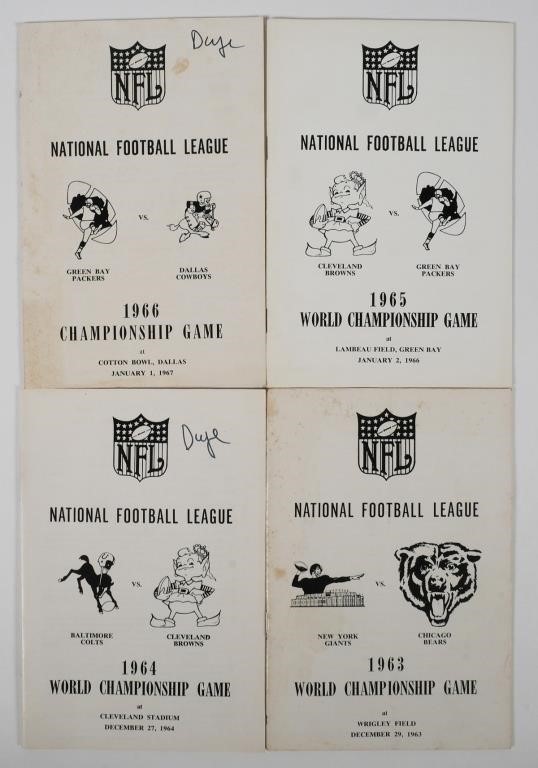 Daye
NFL
NATIONAL FOOTBALL LEAGUE
VS.
GREEN BAY
PACKERS
DALLAS
COWBOYS
1966
CHAMPIONSHIP GAME
at
COTTON BOWL, DALLAS
JANUARY 1, 1967
NFL
NATIONAL FOOTBALL LEAGUE
VS.
CLEVELAND
BROWNS
GREEN BAY
PACKERS
1965
WORLD CHAMPIONSHIP GAME
at
LAMBEAU FIELD, GREEN BAY
JANUARY 2, 1966
Daye
NFL
NATIONAL FOOTBALL LEAGUE
VS.
BALTIMORE
COLTS
CLEVELAND
BROWNS
1964
WORLD CHAMPIONSHIP GAME
at
CLEVELAND STADIUM
DECEMBER 27, 1964
NFL
NATIONAL FOOTBALL LEAGUE
VS.
NEW YORK
GIANTS
CHICAGO
BEARS
1963
WORLD CHAMPIONSHIP GAME
at
WRIGLEY FIELD
DECEMBER 29, 1963